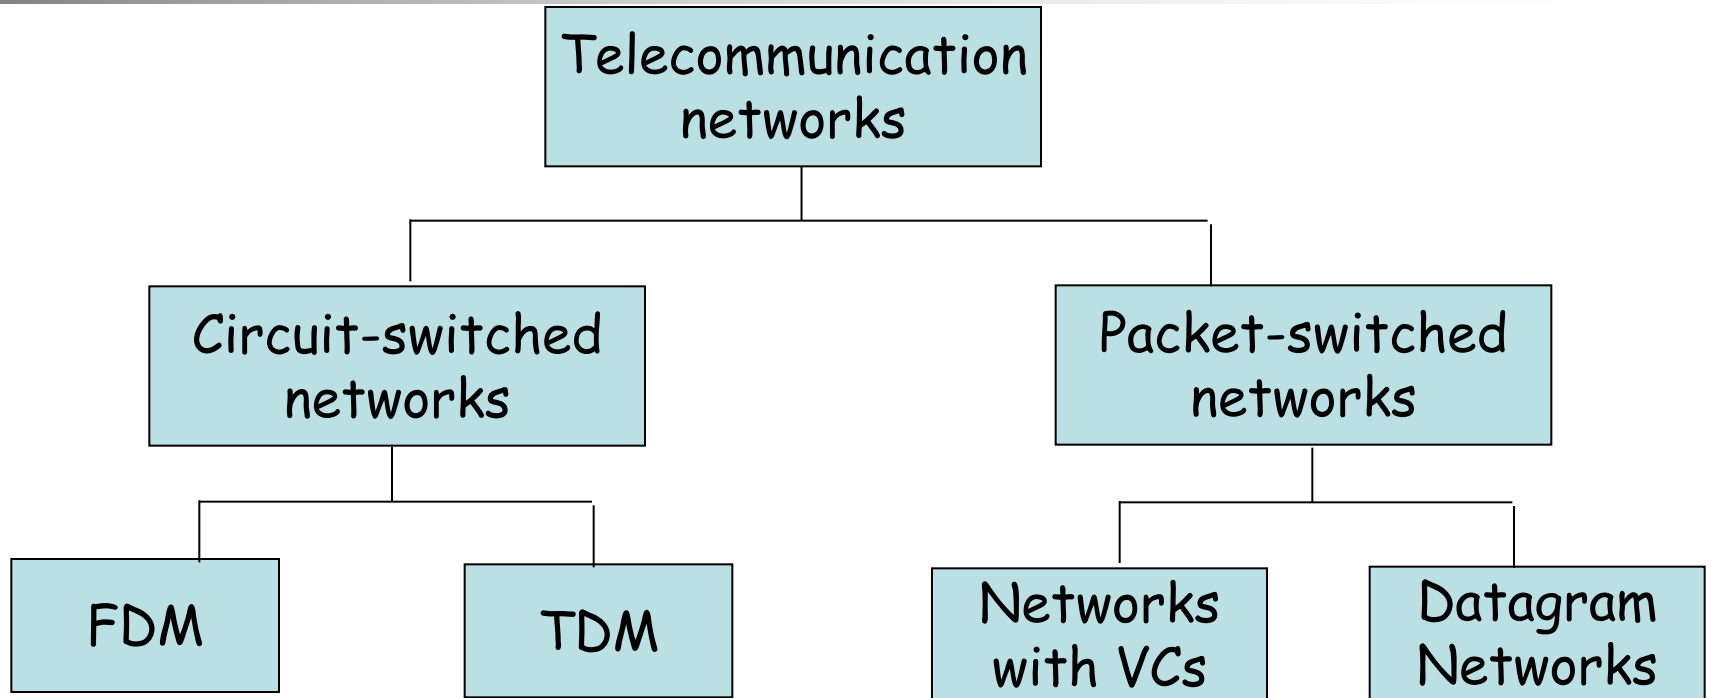 Telecommunication
networks
Circuit-switched
networks
Packet-switched
networks
FDM
TDM
Networks
with VCs
Datagram
Networks